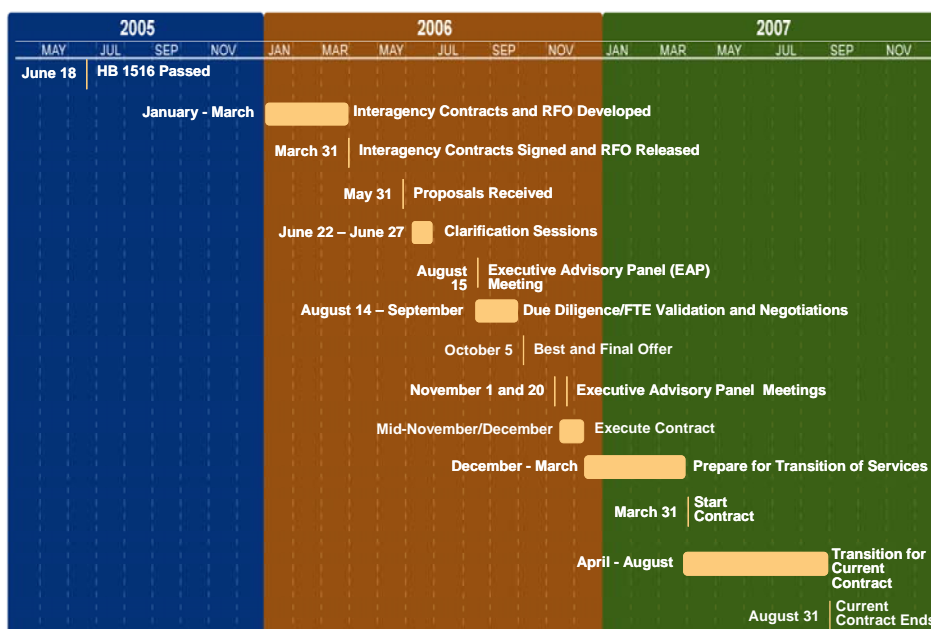 2005 2006 2007
MAY JUL SEP NOV JAN MAR MAY JUL SEP NOV JAN MAR MAY JUL SEP NOV
June 18 HB 1516 Passed
January - March Interagency Contracts and RFO Developed
March 31 Interagency Contracts Signed and RFO Released
May 31 Proposals Received
June 22 – June 27 Clarification Sessions
August
15
Executive Advisory Panel (EAP)
Meeting
August 14 – September Due Diligence/FTE Validation and Negotiations
October 5 Best and Final Offer
November 1 and 20 Executive Advisory Panel Meetings
Mid-November/December Execute Contract
December - March Prepare for Transition of Services
March 31
Start
Contract
April - August
Transition for
Current
Contract
August 31
Current
Contract Ends